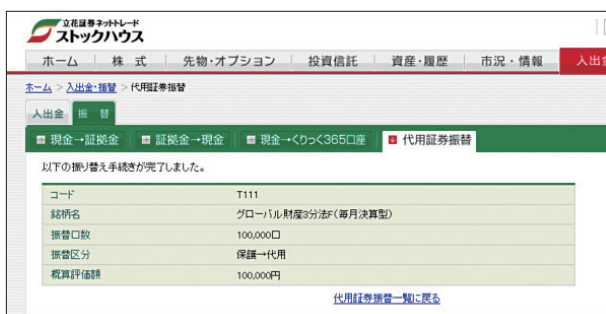 立花証券ネットトレード
ストックハウス
ホーム 株 式 先物・オプション 投資信託 資産・履歴 市況・情報 入出金
ホーム > 入出金・振替 > 代用証券振替
入出金 振 替
現金→証拠金 証拠金→現金 現金→くりっく365口座 代用証券振替
以下の振り替え手続きが完了しました。
コード T111
銘柄名 グローバル財産3分法F(毎月決算型)
振替口数 100,000口
振替区分 保護→代用
概算評価額 100,000円
代用証券振替一覧に戻る